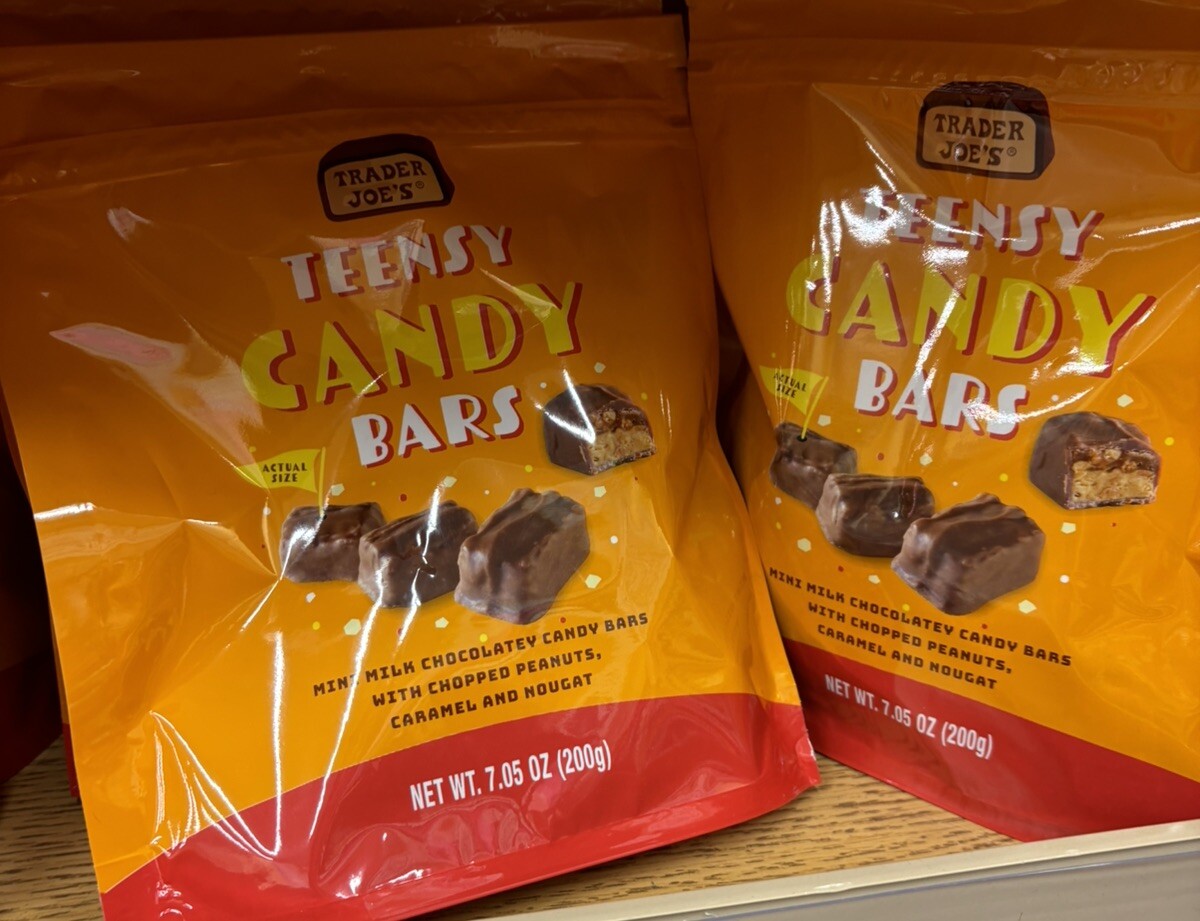 TRADER
JOE'S®
TEENSY
CANDY
BARS
ACTUAL
SIZE
MINI MILK CHOCOLATEY CANDY BARS
WITH CHOPPED PEANUTS,
CARAMEL AND NOUGAT
NET WT. 7.05 OZ (200g)
TRADER
JOE'S®
TEENSY
CANDY
BARS
ACTUAL
SIZE
MINI MILK CHOCOLATEY CANDY BARS
WITH CHOPPED PEANUTS,
CARAMEL AND NOUGAT
NET WT. 7.05 OZ (200g)